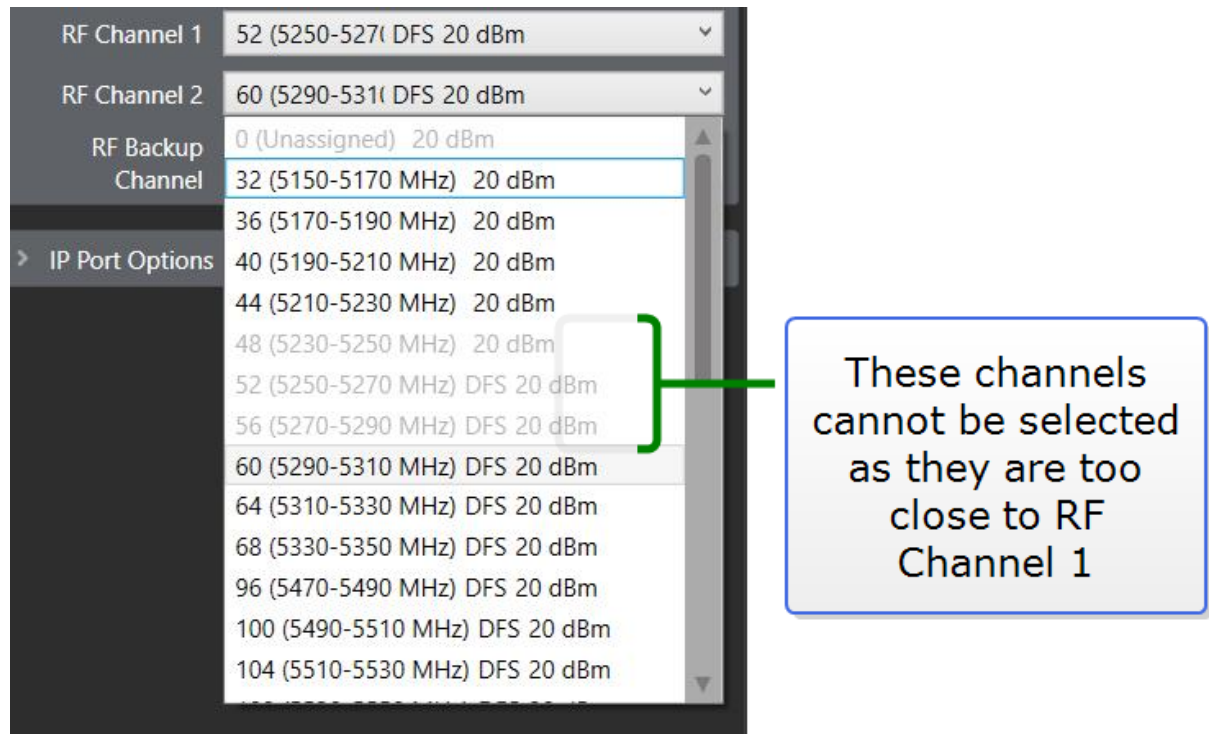 RF Channel 1
52 (5250-527( DFS 20 dBm
RF Channel 2
60 (5290-531( DFS 20 dBm
RF Backup
Channel
0 (Unassigned) 20 dBm
32 (5150-5170 MHz) 20 dBm
36 (5170-5190 MHz) 20 dBm
IP Port Options
40 (5190-5210 MHz) 20 dBm
44 (5210-5230 MHz) 20 dBm
48 (5230-5250 MHz) 20 dBm
52 (5250-5270 MHz) DFS 20 dBm
56 (5270-5290 MHz) DFS 20 dBm
60 (5290-5310 MHz) DFS 20 dBm
64 (5310-5330 MHz) DFS 20 dBm
68 (5330-5350 MHz) DFS 20 dBm
96 (5470-5490 MHz) DFS 20 dBm
100 (5490-5510 MHz) DFS 20 dBm
104 (5510-5530 MHz) DFS 20 dBm
These channels
cannot be selected
as they are too
close to RF
Channel 1